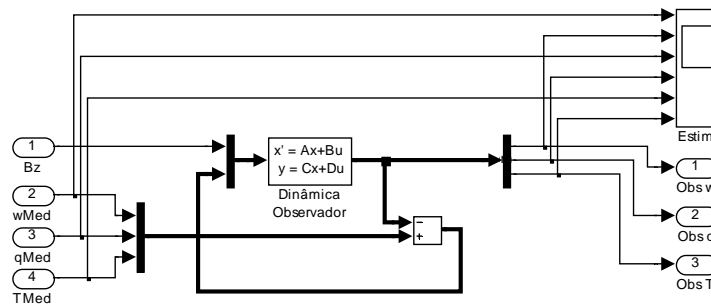 Estim
1
Bz
x' = Ax+Bu
y = Cx+Du
Dinâmica
Observador
1
Obs w
2
wMed
2
Obs q
3
qMed
4
TMed
3
Obs T
−
+